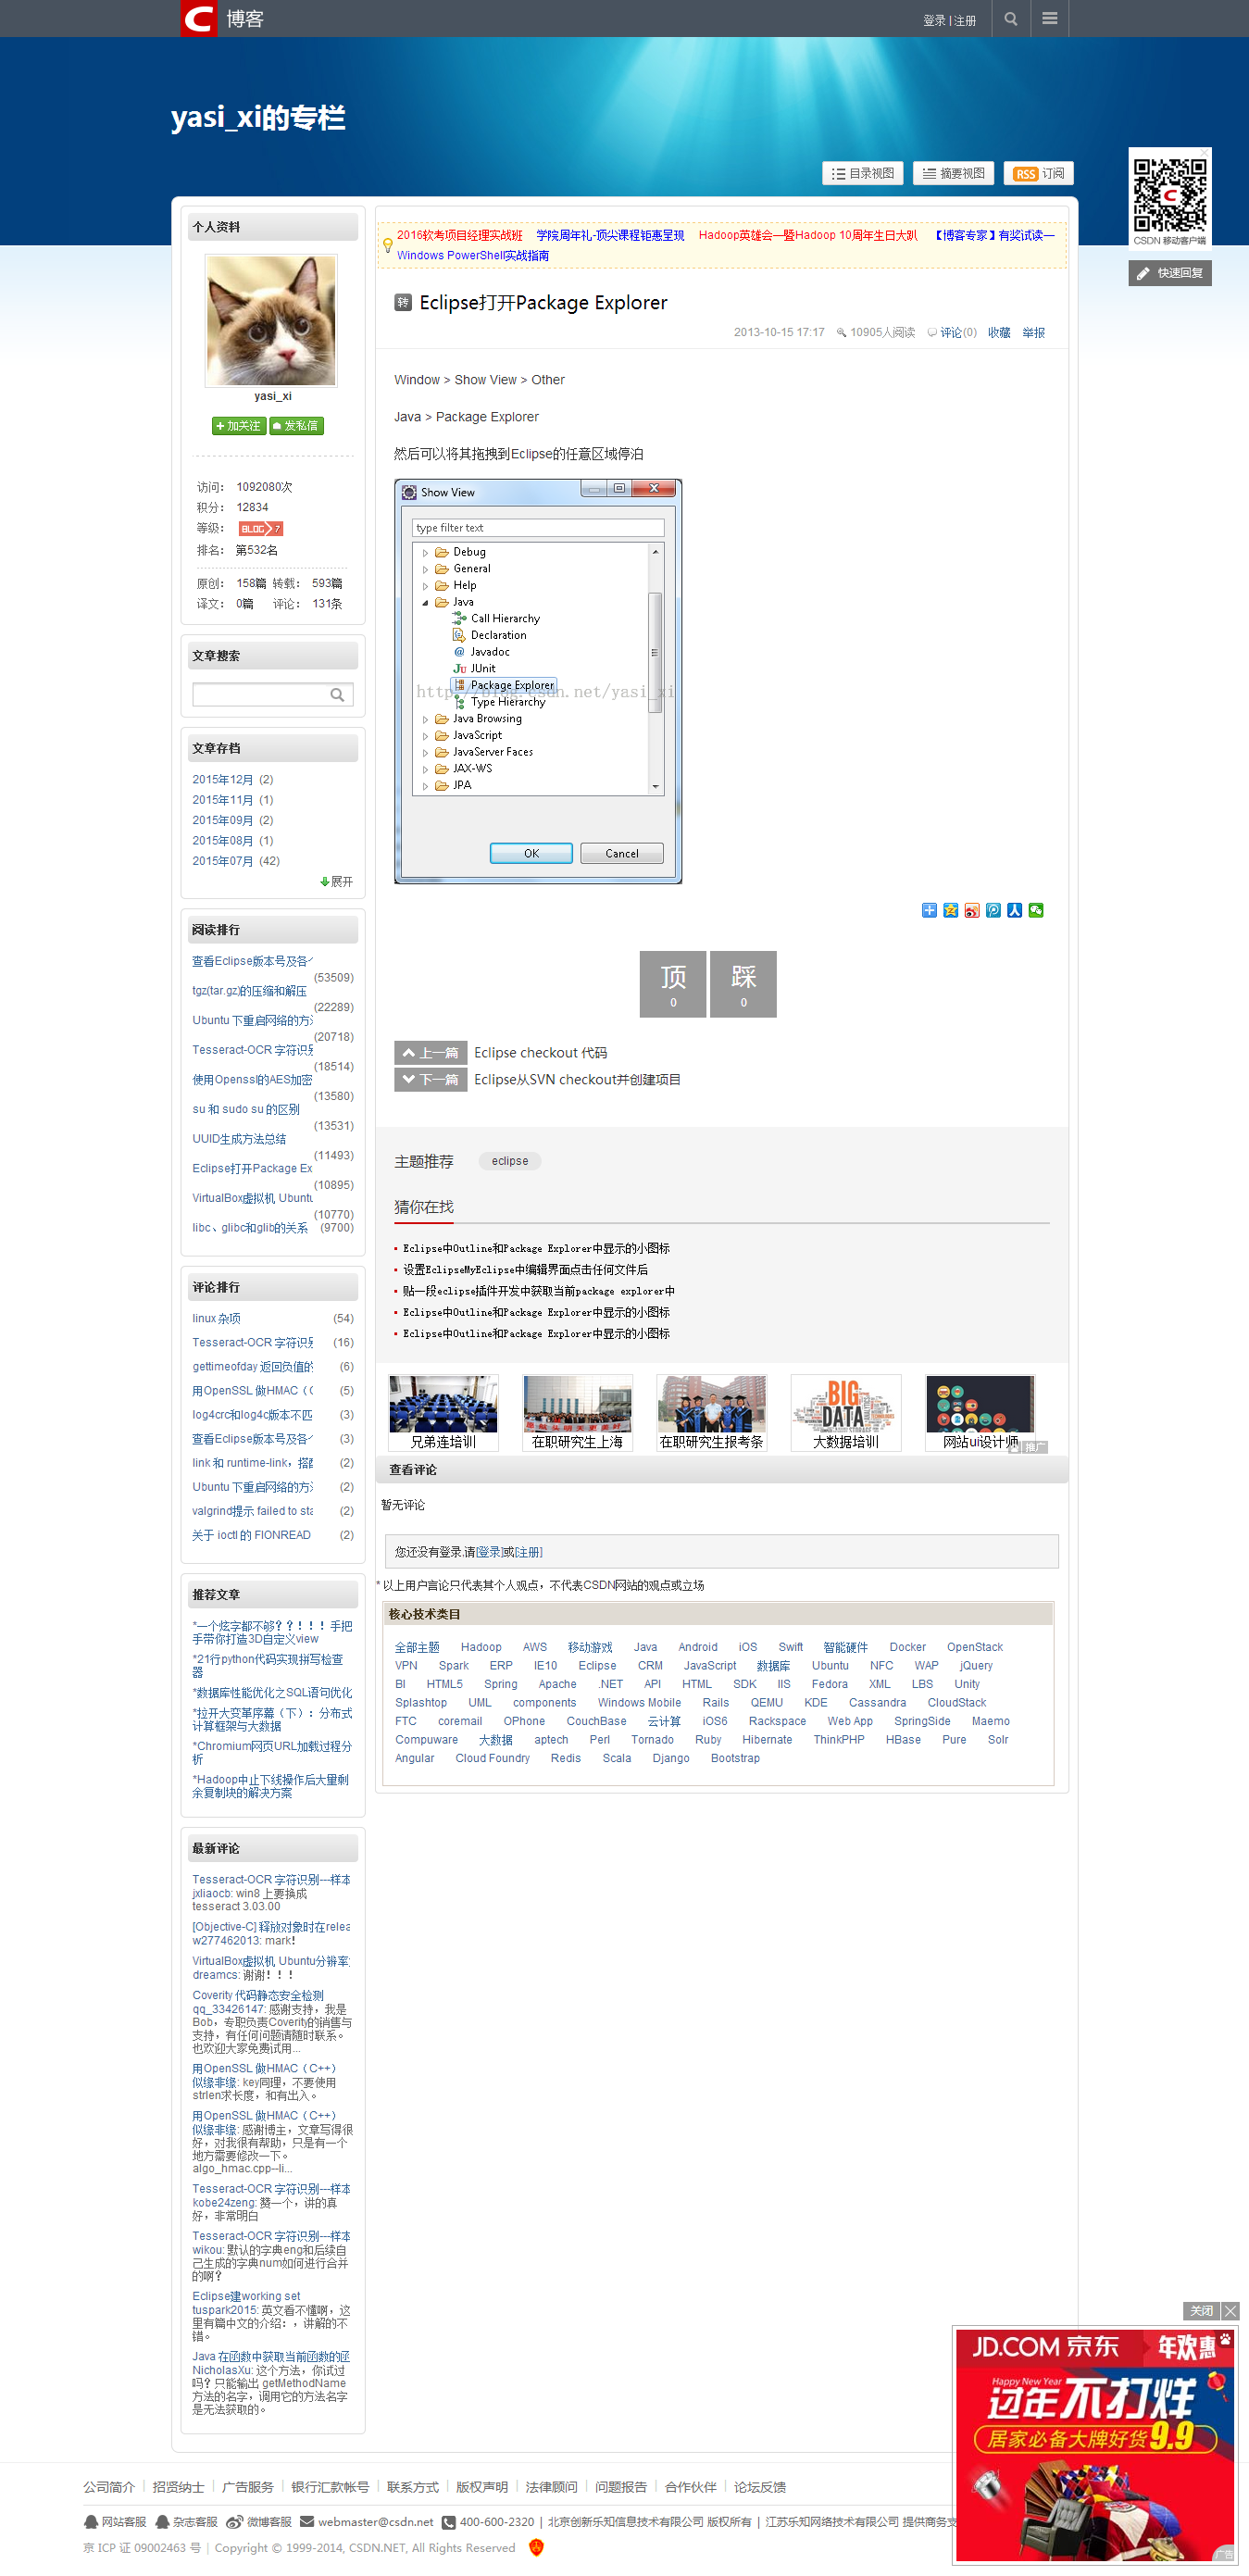 博客
登录 | 注册
yasi_xi的专栏
目录视图
摘要视图
RSS 订阅
CSDN 移动客户端
快速回复
个人资料
yasi_xi
加关注 发私信
访问： 1092080次
积分： 12834
等级： BLOG 7
排名： 第532名
原创： 158篇 转载： 593篇
译文： 0篇 评论： 131条
文章搜索
文章存档
2015年12月 (2)
2015年11月 (1)
2015年09月 (2)
2015年08月 (1)
2015年07月 (42)
展开
阅读排行
查看Eclipse版本号及各
(53509)
tgz(tar.gz)的压缩和解压
(22289)
Ubuntu 下重启网络的方
(20718)
Tesseract-OCR 字符识
(18514)
使用Openssl的AES加密
(13580)
su 和 sudo su 的区别
(13531)
UUID生成方法总结
(11493)
Eclipse打开Package Ex
(10895)
VirtualBox虚拟机 Ubuntu
(10770)
libc、glibc和glib的关系 (9700)
评论排行
linux 杂项 (54)
Tesseract-OCR 字符识 (16)
gettimeofday 返回负值的 (6)
用OpenSSL 做HMAC（C (5)
log4crc和log4c版本不匹 (3)
查看Eclipse版本号及各 (3)
link 和 runtime-link，搭 (2)
Ubuntu 下重启网络的方 (2)
valgrind提示 failed to sta (2)
关于 ioctl 的 FIONREAD (2)
推荐文章
*一个炫字都不够？？！！！手把
手带你打造3D自定义view
*21行python代码实现拼写检查
器
*数据库性能优化之SQL语句优化
*拉开大变革序幕（下）：分布式
计算框架与大数据
*Chromium网页URL加载过程分
析
*Hadoop中止下线操作后大量剩
余复制块的解决方案
最新评论
Tesseract-OCR 字符识别---样本
jxliaocb: win8 上要换成
tesseract 3.03.00
[Objective-C] 释放对象时在relea
w277462013: mark!
VirtualBox虚拟机 Ubuntu分辨率
dreamcs: 谢谢！！！
Coverity 代码静态安全检测
qq_33426147: 感谢支持，我是
Bob，专职负责Coverity的销售与
支持，有任何问题请随时联系。
也欢迎大家免费试用...
用OpenSSL 做HMAC（C++）
似缘非缘: key同理，不要使用
strlen求长度，和有出入。
用OpenSSL 做HMAC（C++）
似缘非缘: 感谢博主，文章写得很
好，对我很有帮助，只是有一个
地方需要修改一下。
algo_hmac.cpp--li...
Tesseract-OCR 字符识别---样本
kobe24zeng: 赞一个，讲的真
好，非常明白
Tesseract-OCR 字符识别---样本
wikou: 默认的字典eng和后续自
己生成的字典num如何进行合并
的啊？
Eclipse建working set
tuspark2015: 英文看不懂啊，这
里有篇中文的介绍：，讲解的不
错。
Java 在函数中获取当前函数的函
NicholasXu: 这个方法，你试过
吗？只能输出 getMethodName
方法的名字，调用它的方法名字
是无法获取的。
2016软考项目经理实战班 学院周年礼-顶尖课程钜惠呈现 Hadoop英雄会—暨Hadoop 10周年生日大趴 【博客专家】有奖试读—
Windows PowerShell实战指南
转 Eclipse打开Package Explorer
2013-10-15 17:17 10905人阅读 评论(0) 收藏 举报
Window > Show View > Other
Java > Package Explorer
然后可以将其拖拽到Eclipse的任意区域停泊
Show View
type filter text
Debug
General
Help
Java
Call Hierarchy
Declaration
Javadoc
JUnit
Package Explorer
http://blog.csdn.net/yasi_xi
Type Hierarchy
Java Browsing
JavaScript
JavaServer Faces
JAX-WS
JPA
OK Cancel
顶 踩
0 0
上一篇 Eclipse checkout 代码
下一篇 Eclipse从SVN checkout并创建项目
主题推荐 eclipse
猜你在找
Eclipse中Outline和Package Explorer中显示的小图标
设置EclipseMyEclipse中编辑界面点击任何文件后
贴一段eclipse插件开发中获取当前package explorer中
Eclipse中Outline和Package Explorer中显示的小图标
Eclipse中Outline和Package Explorer中显示的小图标
BIG DATA
兄弟连培训 在职研究生上海 在职研究生报考条 大数据培训 网站ui设计师
推广
查看评论
暂无评论
您还没有登录,请[登录]或[注册]
* 以上用户言论只代表其个人观点，不代表CSDN网站的观点或立场
核心技术类目
全部主题 Hadoop AWS 移动游戏 Java Android iOS Swift 智能硬件 Docker OpenStack
VPN Spark ERP IE10 Eclipse CRM JavaScript 数据库 Ubuntu NFC WAP jQuery
BI HTML5 Spring Apache .NET API HTML SDK IIS Fedora XML LBS Unity
Splashtop UML components Windows Mobile Rails QEMU KDE Cassandra CloudStack
FTC coremail OPhone CouchBase 云计算 iOS6 Rackspace Web App SpringSide Maemo
Compuware 大数据 aptech Perl Tornado Ruby Hibernate ThinkPHP HBase Pure Solr
Angular Cloud Foundry Redis Scala Django Bootstrap
关闭
JD.COM 京东 年欢惠
Happy New Year
过年不打烊
居家必备大牌好货9.9
广告
公司简介 | 招贤纳士 | 广告服务 | 银行汇款帐号 | 联系方式 | 版权声明 | 法律顾问 | 问题报告 | 合作伙伴 | 论坛反馈
网站客服 杂志客服 微博客服 webmaster@csdn.net 400-600-2320 | 北京创新乐知信息技术有限公司 版权所有 | 江苏乐知网络技术有限公司 提供商务支
京 ICP 证 09002463 号 | Copyright © 1999-2014, CSDN.NET, All Rights Reserved